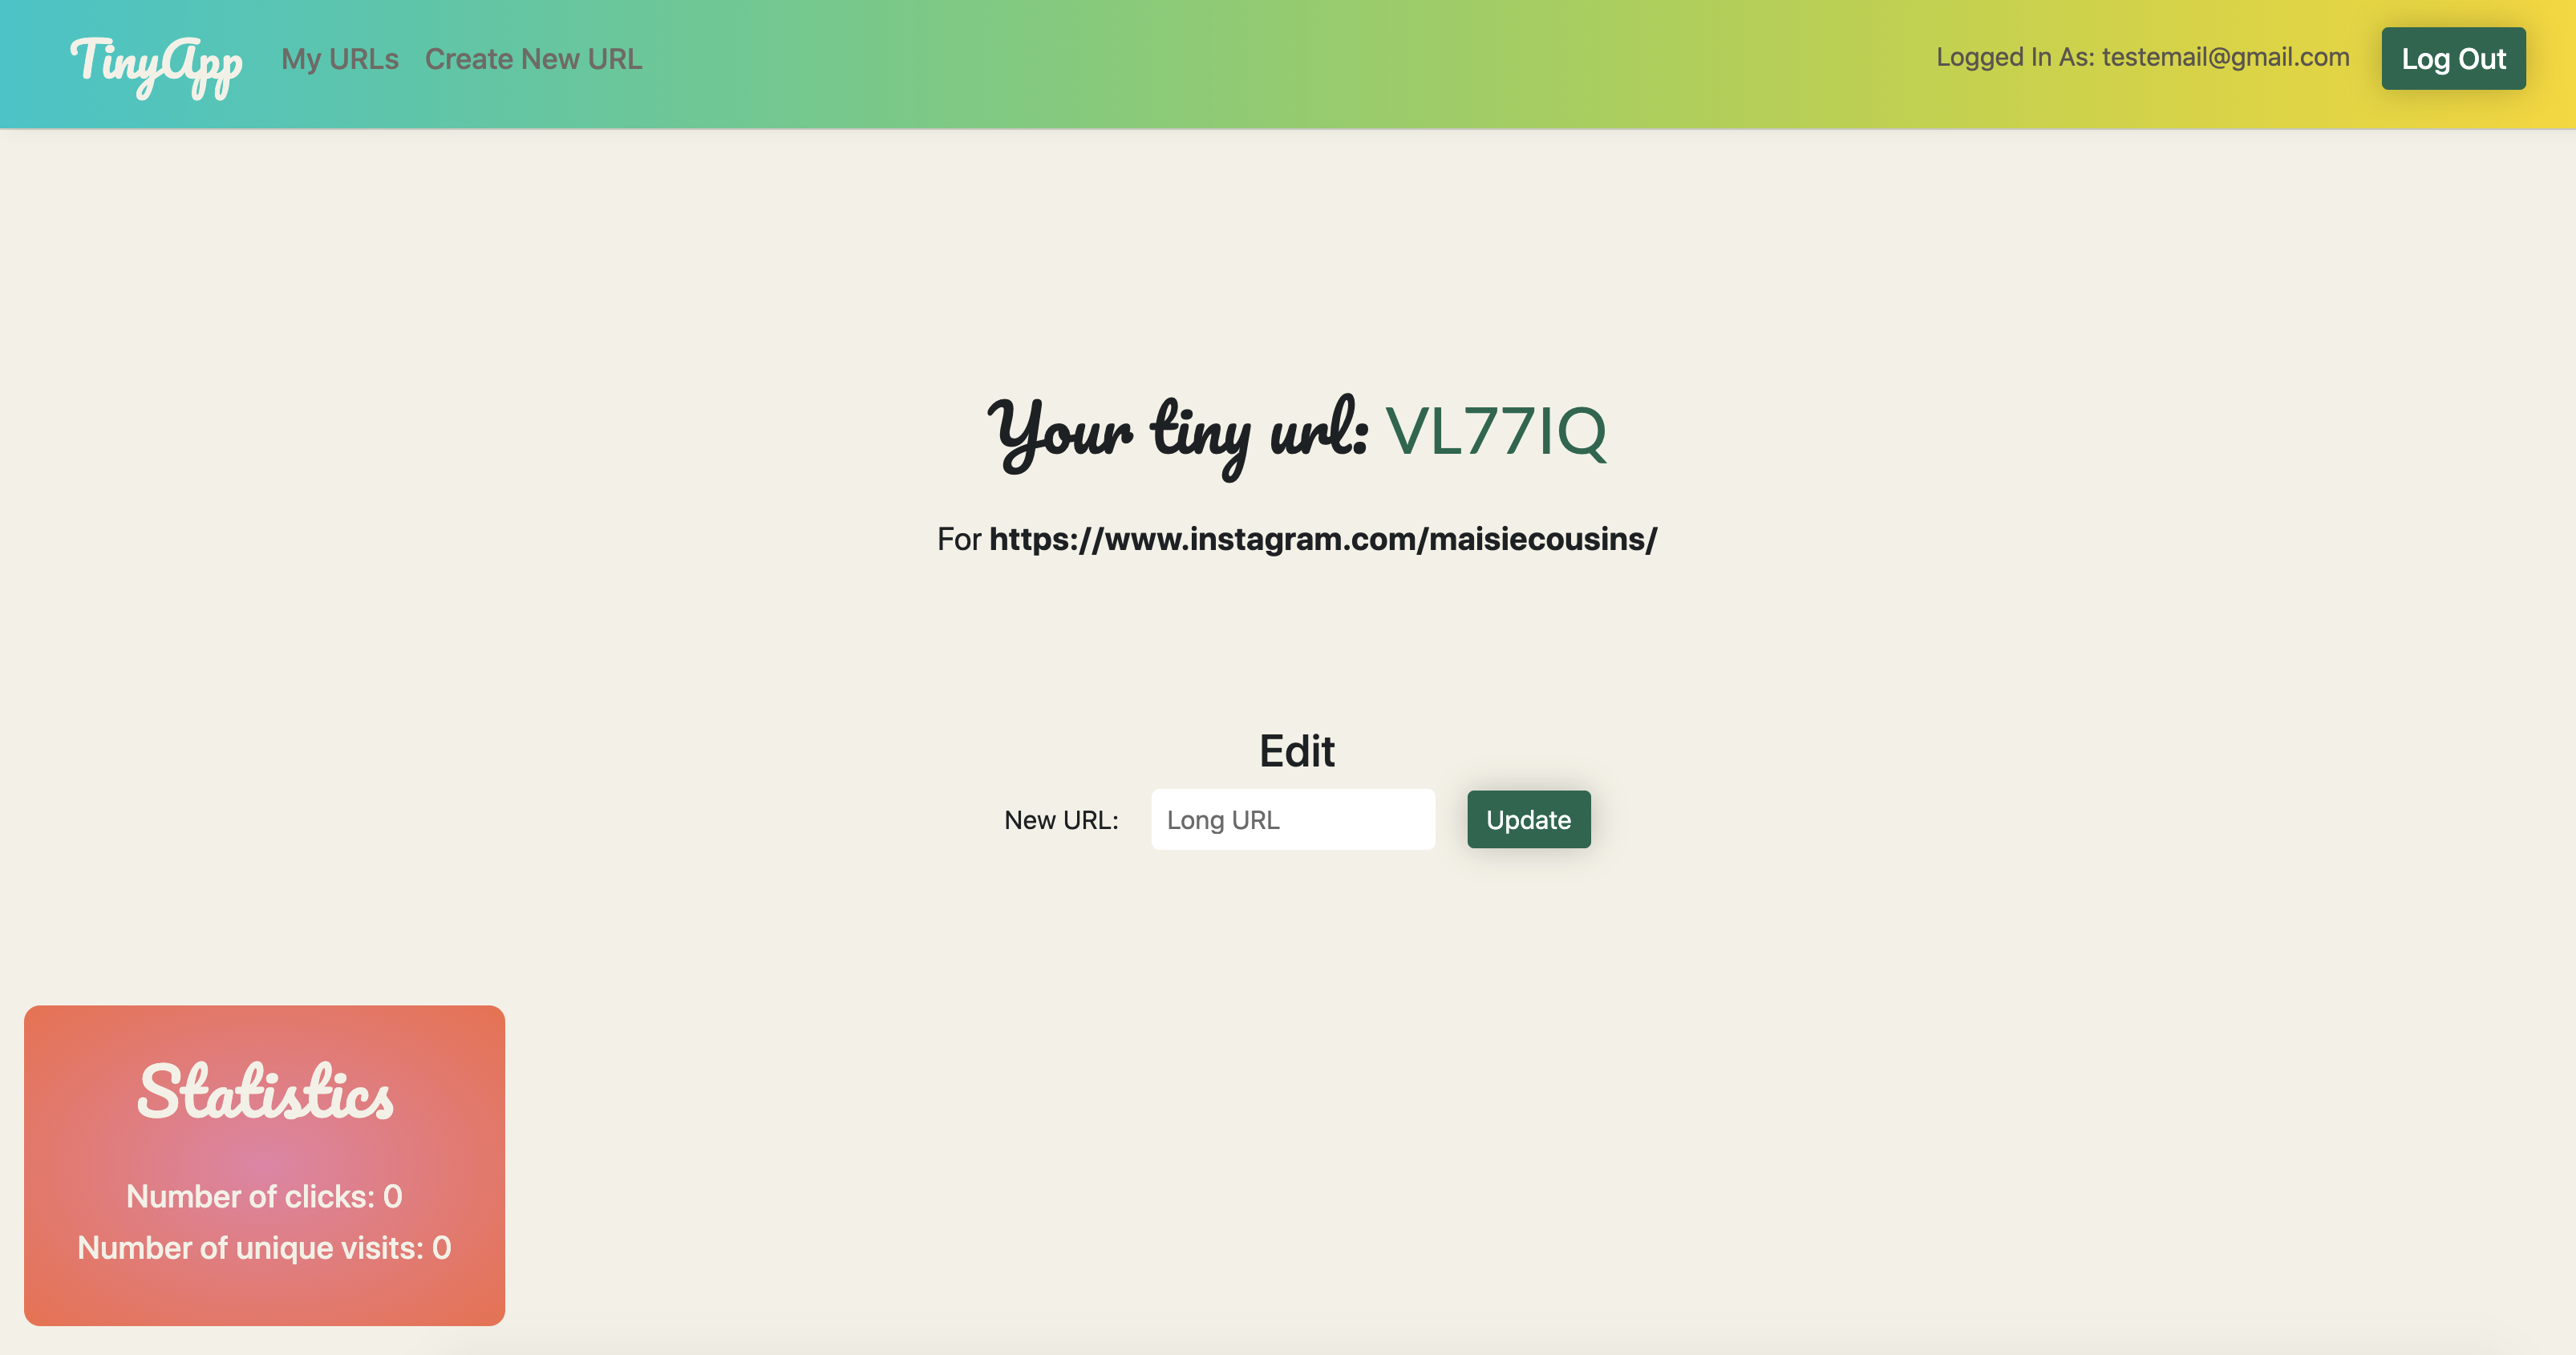 TinyApp My URLs Create New URL Logged In As: testemail@gmail.com Log Out
Your tiny url: VL77IQ
For https://www.instagram.com/maisiecousins/
Edit
New URL: Long URL Update
Statistics
Number of clicks: 0
Number of unique visits: 0